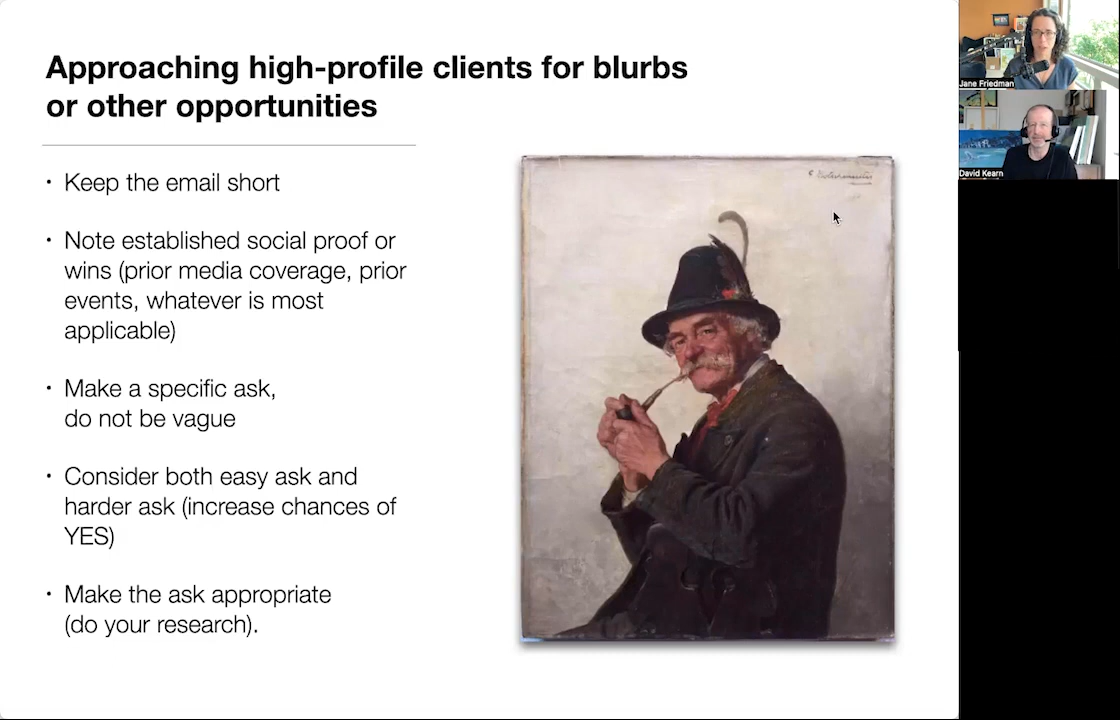 Approaching high-profile clients for blurbs
or other opportunities
• Keep the email short
• Note established social proof or
wins (prior media coverage, prior
events, whatever is most
applicable)
• Make a specific ask,
do not be vague
• Consider both easy ask and
harder ask (increase chances of
YES)
• Make the ask appropriate
(do your research).
Jane Friedman
David Kearn